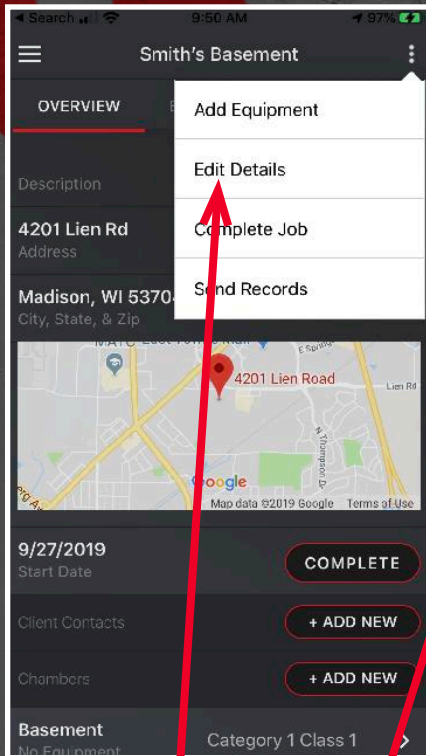 Search 9:50 AM 97%
Smith's Basement
OVERVIEW
Add Equipment
Edit Details
Complete Job
Send Records
Description
4201 Lien Rd
Address
Madison, WI 5370
City, State, & Zip
4201 Lien Road
E Spring
Lien Rd
N Thompson Dr
Google
Map data ©2019 Google Terms of Use
9/27/2019
Start Date
COMPLETE
Client Contacts
+ ADD NEW
Chambers
+ ADD NEW
Basement
No Equipment
Category 1 Class 1